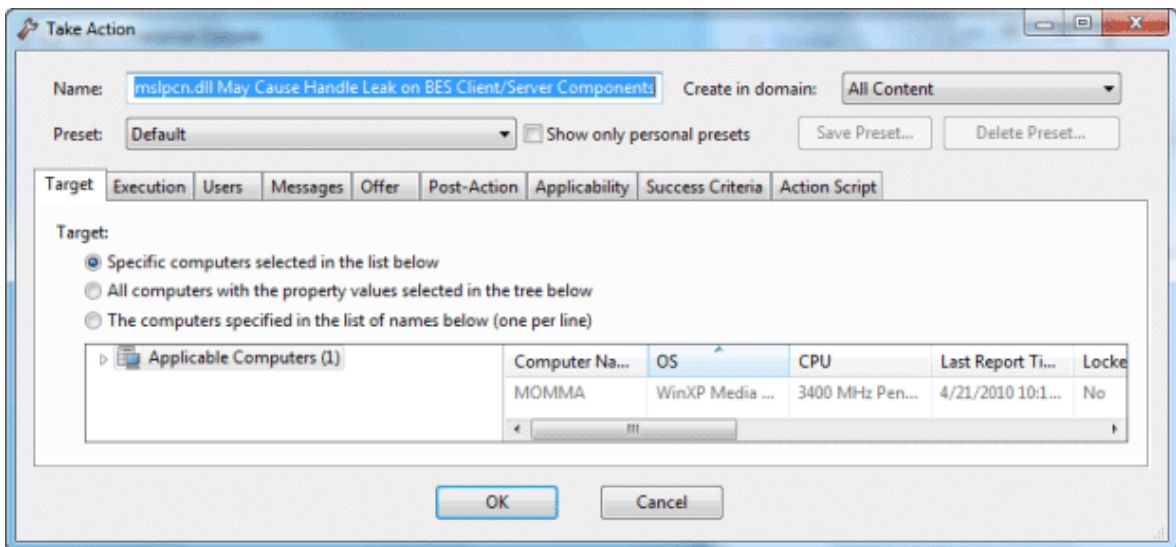 Take Action
Name: mslpcn.dll May Cause Handle Leak on BES Client/Server Components Create in domain: All Content
Preset: Default Show only personal presets Save Preset... Delete Preset...
Target Execution Users Messages Offer Post-Action Applicability Success Criteria Action Script
Target:
Specific computers selected in the list below
All computers with the property values selected in the tree below
The computers specified in the list of names below (one per line)
Applicable Computers (1) Computer Na... OS CPU Last Report Ti... Locke
MOMMA WinXP Media ... 3400 MHz Pen... 4/21/2010 10:1... No
OK Cancel